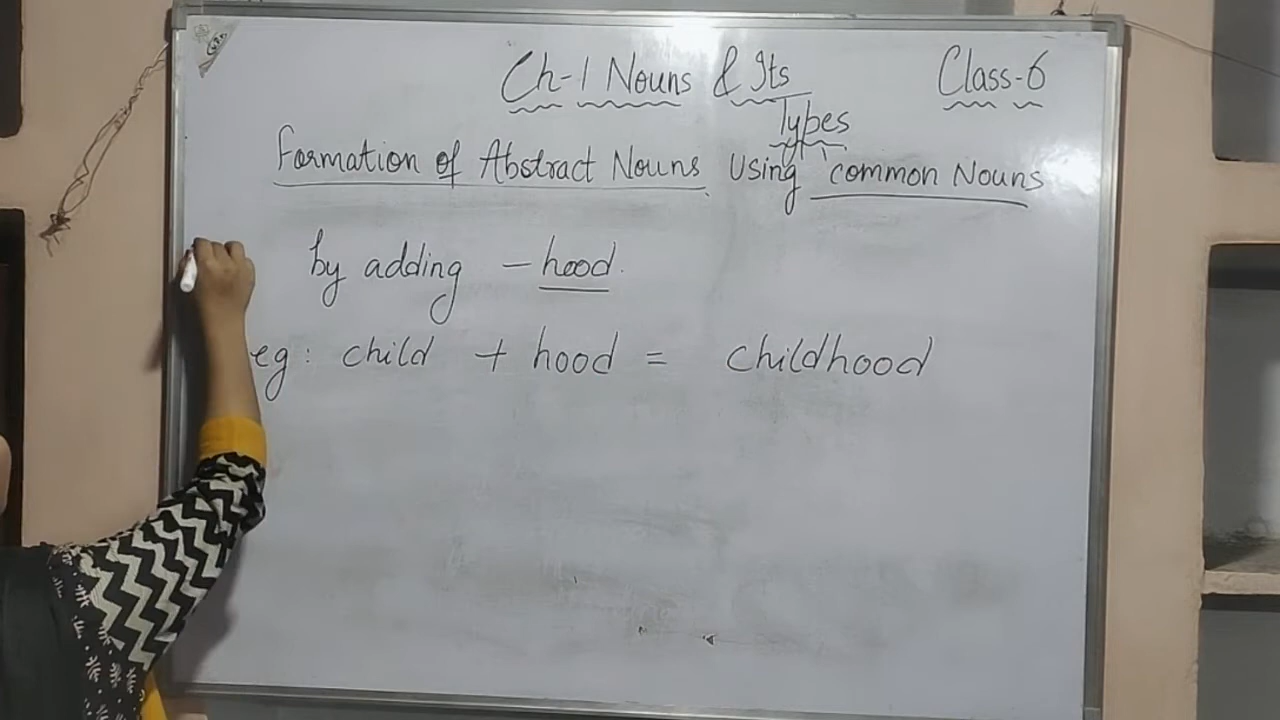 Ch-1 Nouns & Its Types
Class-6
Formation of Abstract Nouns Using common Nouns
by adding - hood.
eg: child + hood = childhood